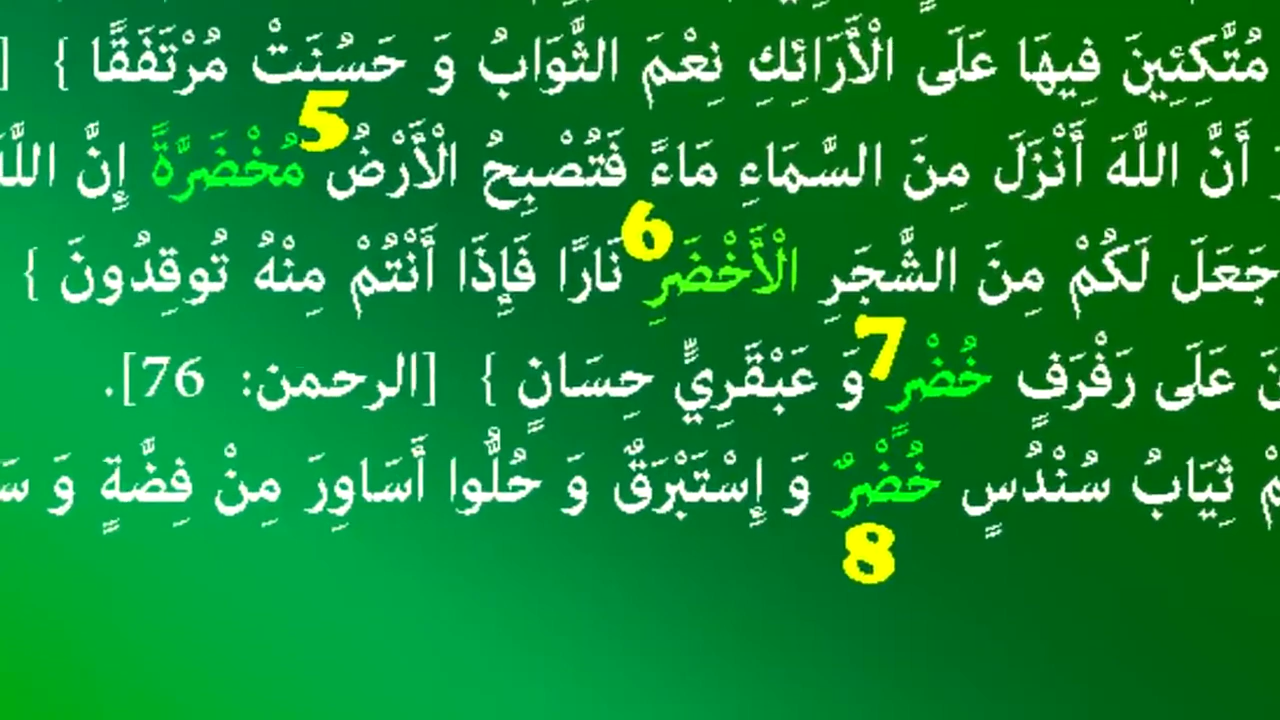 مُتَّكِئِينَ فِيهَا عَلَى الْأَرَائِكِ نِعْمَ الثَّوَابُ وَ حَسُنَتْ مُرْتَفَقًا } [
أَنَّ اللَّهَ أَنْزَلَ مِنَ السَّمَاءِ مَاءً فَتُصْبِحُ الْأَرْضُ 5 مُخْضَرَّةً إِنَّ اللَّهَ
جَعَلَ لَكُمْ مِنَ الشَّجَرِ الْأَخْضَرِ 6 نَارًا فَإِذَا أَنْتُمْ مِنْهُ تُوقِدُونَ }
عَلَى رَفْرَفٍ خُضْرٍ 7 وَ عَبْقَرِيٍّ حِسَانٍ } [الرحمن: 76].
ثِيَابُ سُنْدُسٍ خُضْرٌ وَ إِسْتَبْرَقٌ وَ حُلُّوا أَسَاوِرَ مِنْ فِضَّةٍ وَ سَ
8